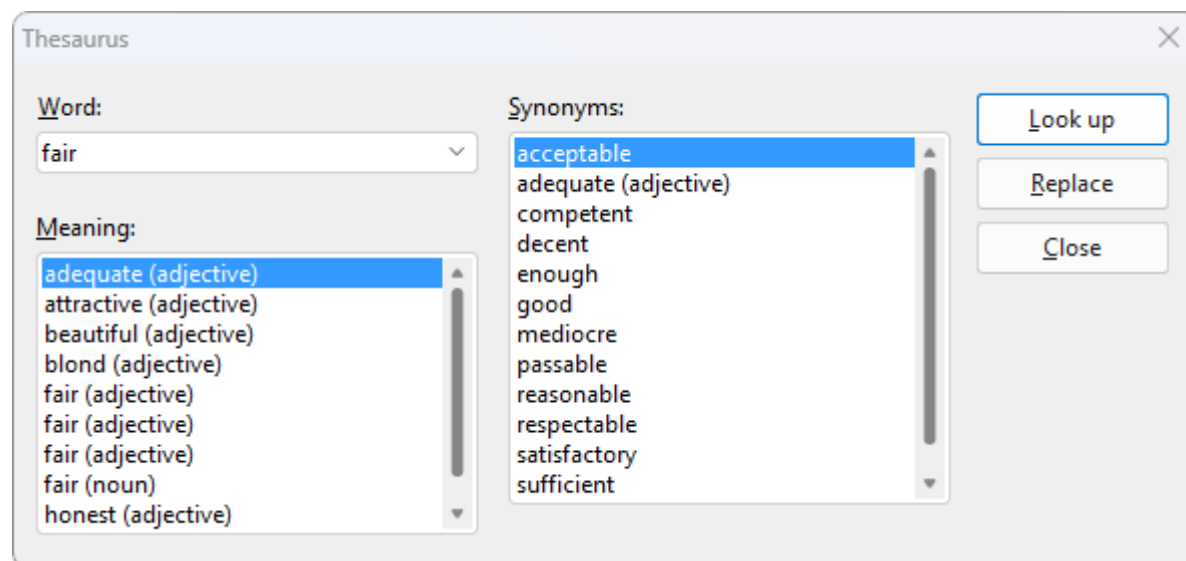 Thesaurus
Word:
fair
Meaning:
adequate (adjective)
attractive (adjective)
beautiful (adjective)
blond (adjective)
fair (adjective)
fair (adjective)
fair (adjective)
fair (noun)
honest (adjective)
Synonyms:
acceptable
adequate (adjective)
competent
decent
enough
good
mediocre
passable
reasonable
respectable
satisfactory
sufficient
Look up
Replace
Close